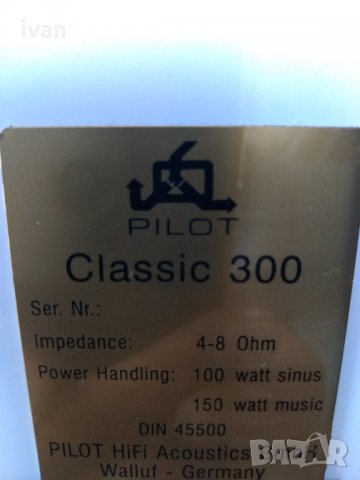 ivan
PILOT
Classic 300
Ser. Nr.:
Impedance: 4-8 Ohm
Power Handling: 100 watt sinus
150 watt music
DIN 45500
PILOT HiFi Acoustics
Walluf - Germany
BAZAR